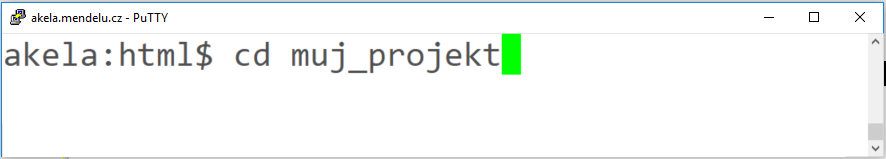 akela.mendelu.cz - PuTTY
akela:html$ cd muj_projekt